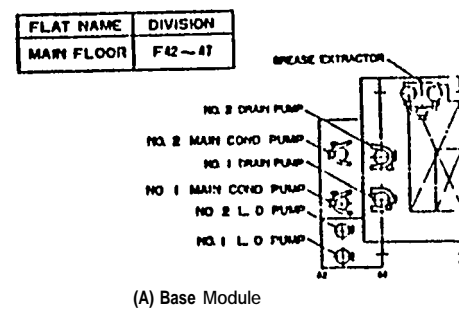 FLAT NAME DIVISION
MAIN FLOOR F42~47
GREASE EXTRACTOR
NO. 2 DRAIN PUMP
NO. 2 MAIN COND PUMP
NO. 1 DRAIN PUMP
NO 1 MAIN COND PUMP
NO 2 L. O PUMP
NO. 1 L. O PUMP
42
(A) Base Module